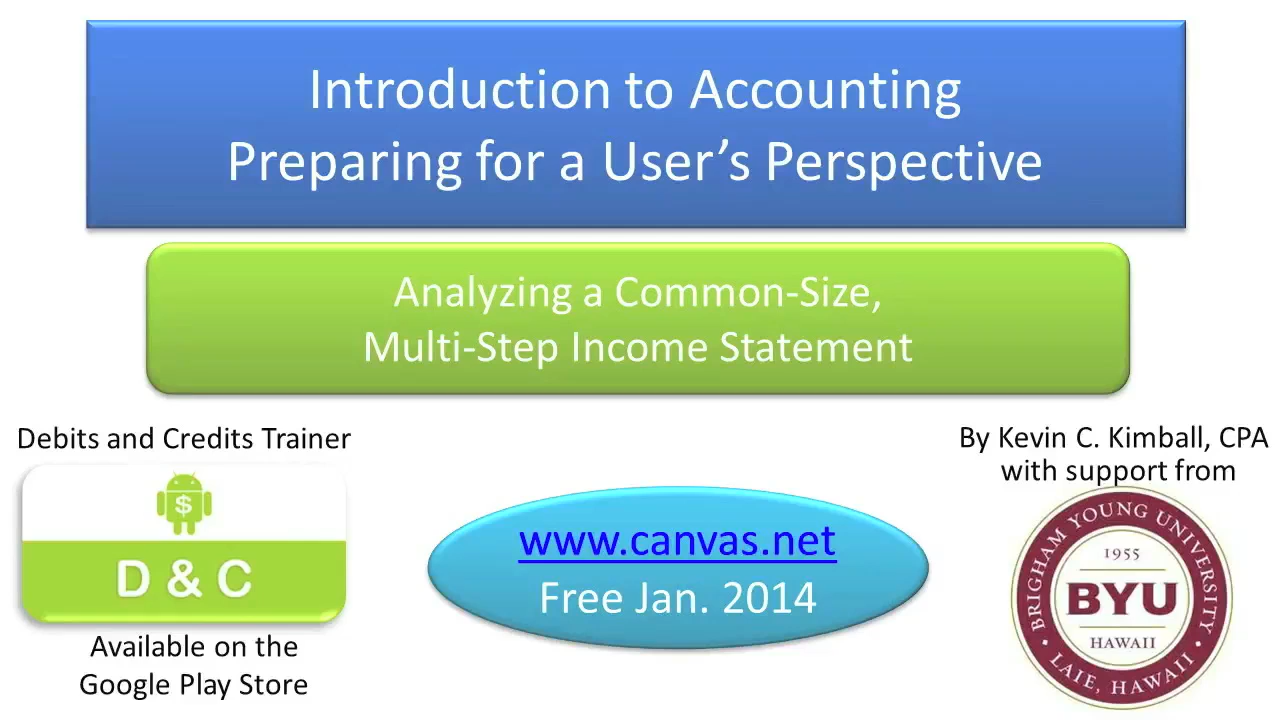 Introduction to Accounting
Preparing for a User’s Perspective
Analyzing a Common-Size,
Multi-Step Income Statement
Debits and Credits Trainer
$
D & C
Available on the
Google Play Store
www.canvas.net
Free Jan. 2014
By Kevin C. Kimball, CPA
with support from
BRIGHAM YOUNG UNIVERSITY
1955
BYU
HAWAII
LAIE, HAWAII